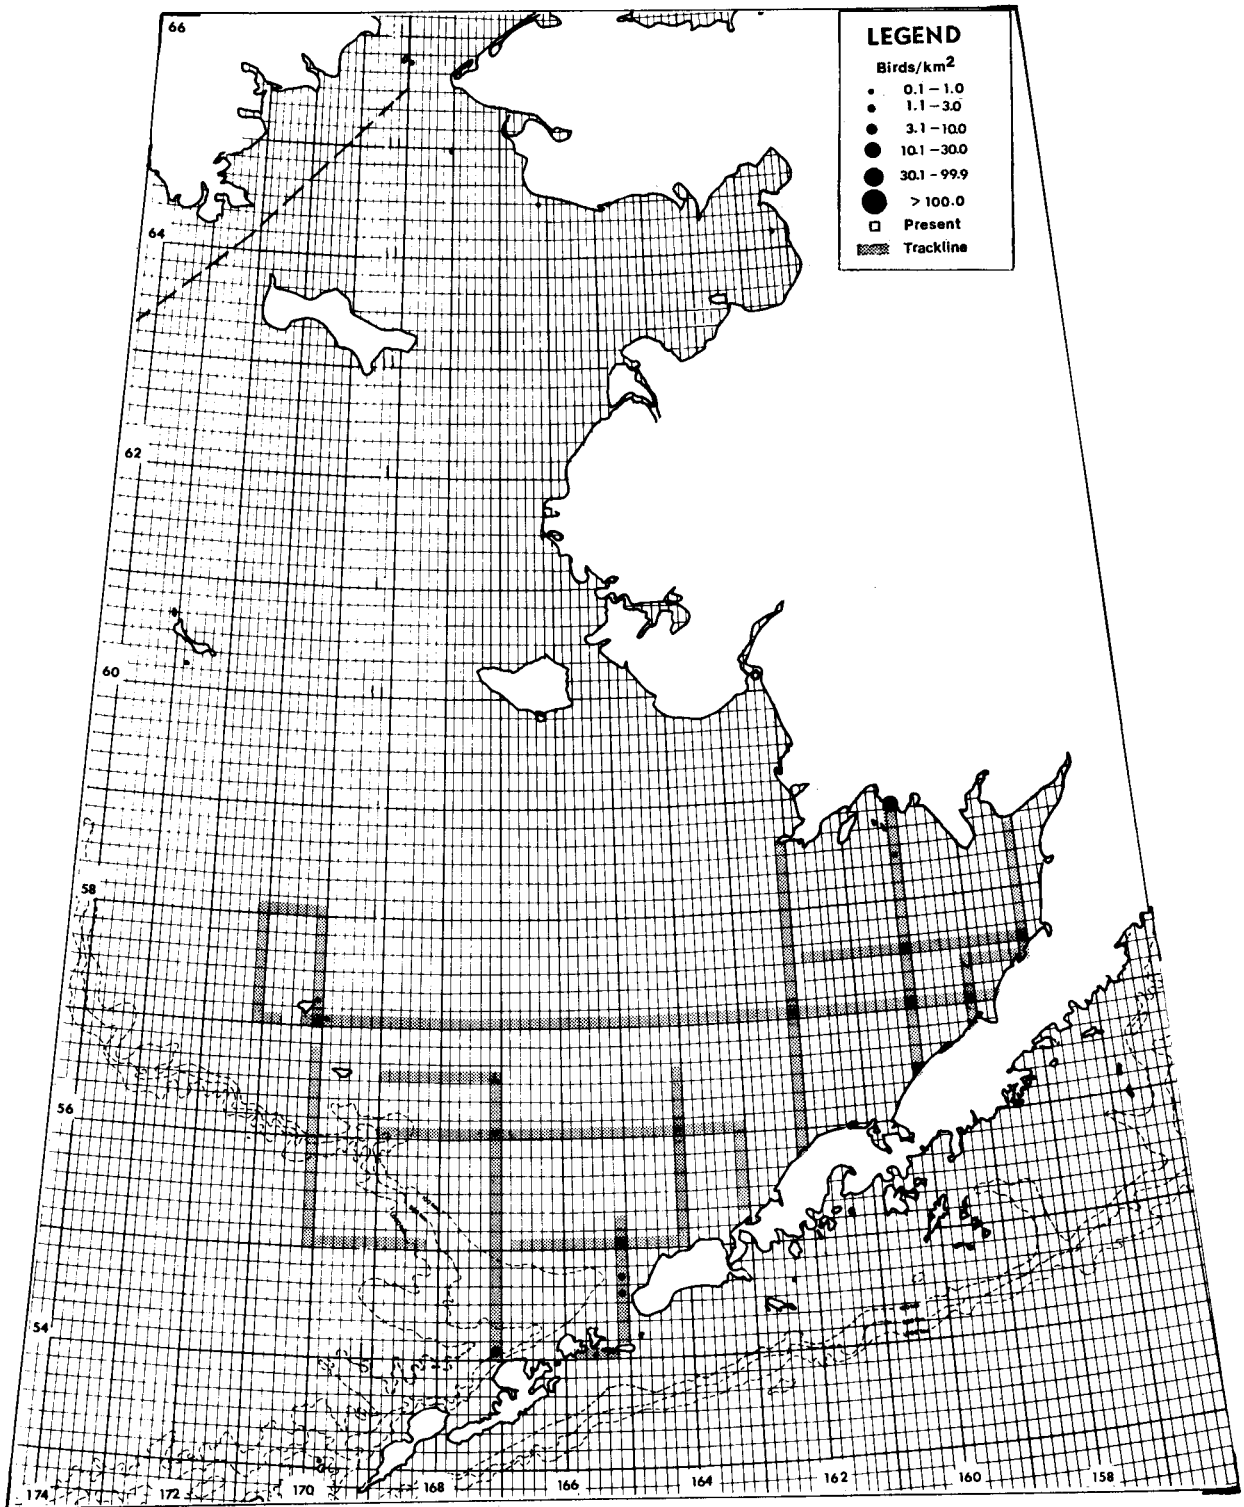 66
LEGEND
Birds/km2
0.1 – 1.0
1.1 – 3.0
3.1 – 10.0
10.1 – 30.0
30.1 – 99.9
> 100.0
Present
Trackline
64
62
60
58
56
54
174 172 170 168 166 164 162 160 158